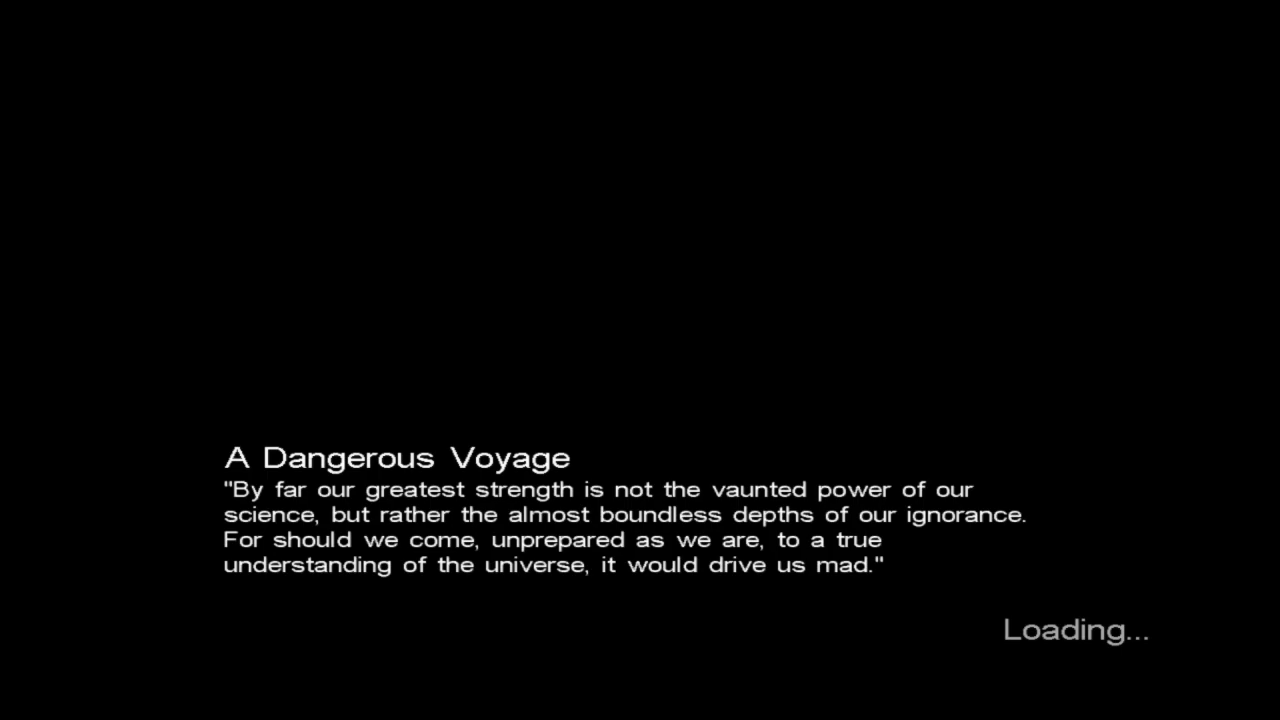 A Dangerous Voyage
"By far our greatest strength is not the vaunted power of our
science, but rather the almost boundless depths of our ignorance.
For should we come, unprepared as we are, to a true
understanding of the universe, it would drive us mad."
Loading...